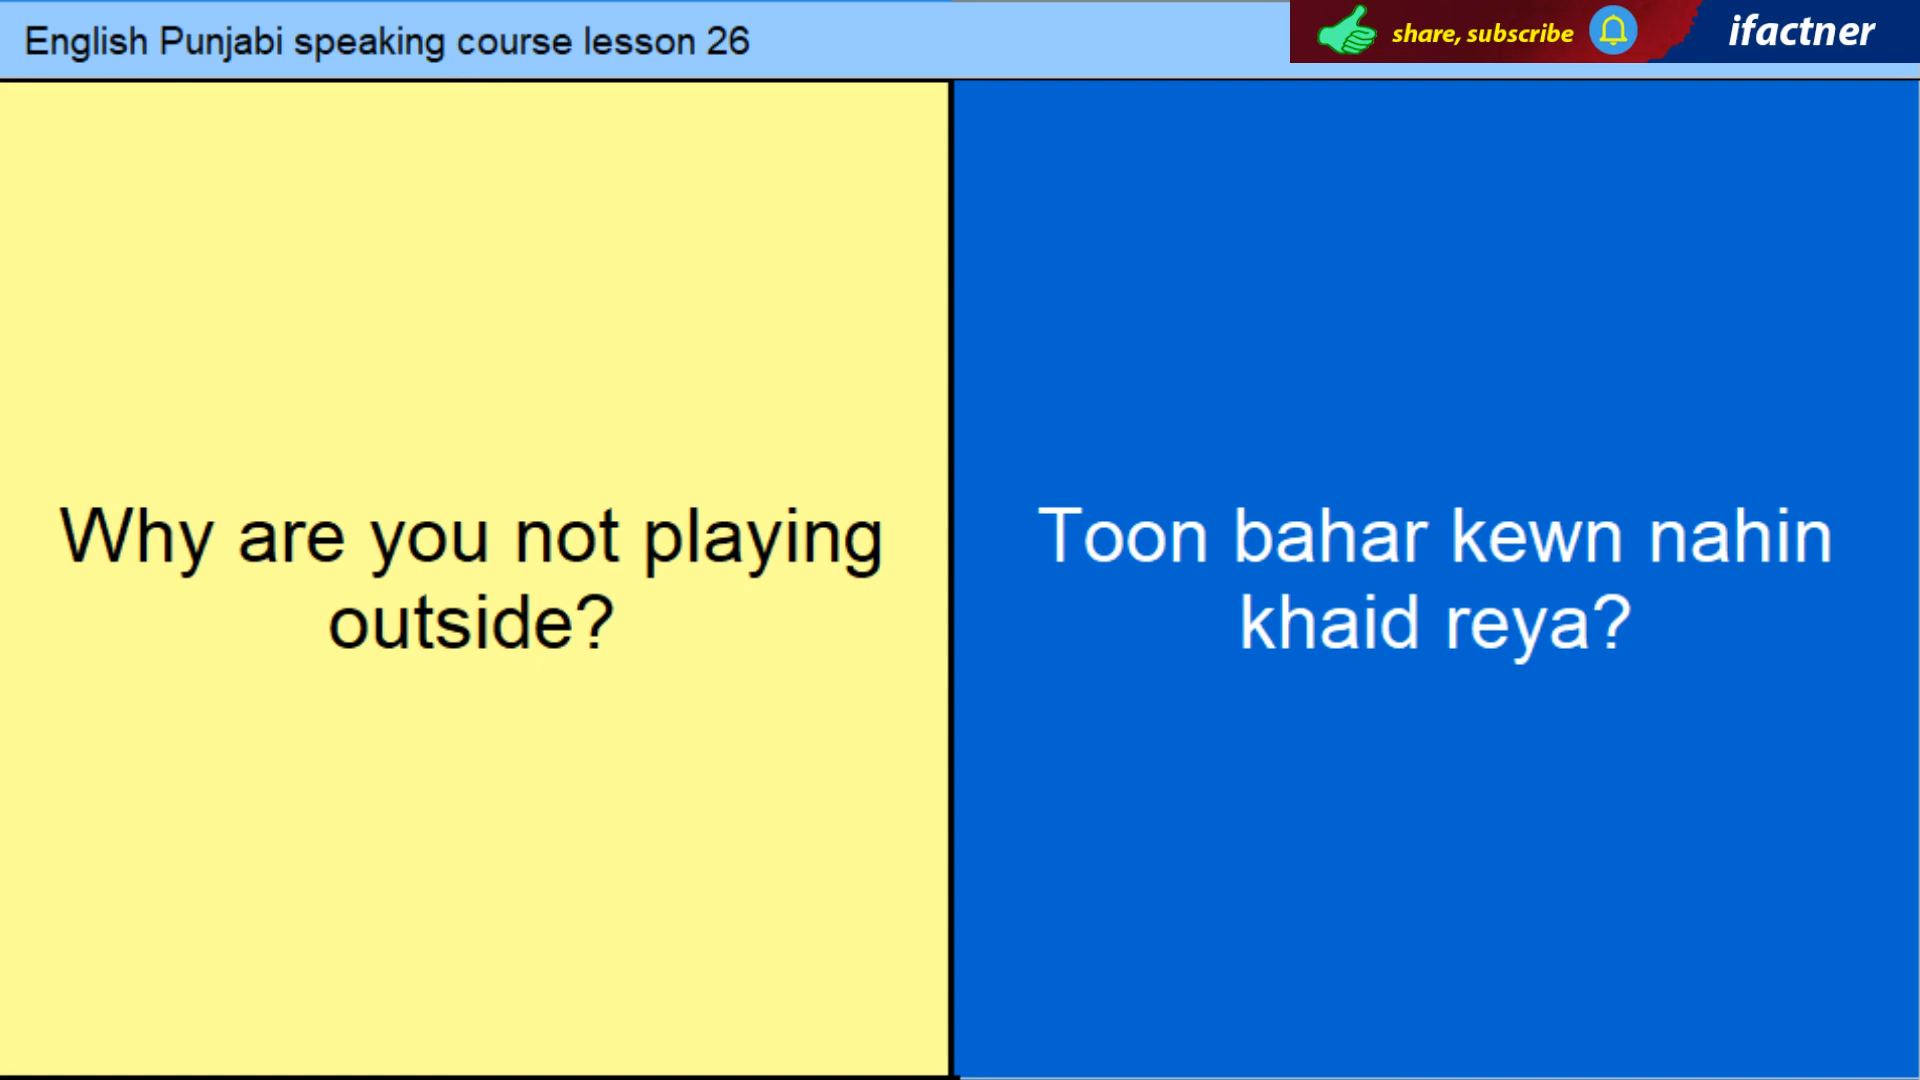 English Punjabi speaking course lesson 26
share, subscribe
ifactner
Why are you not playing
outside?
Toon bahar kewn nahin
khaid reya?